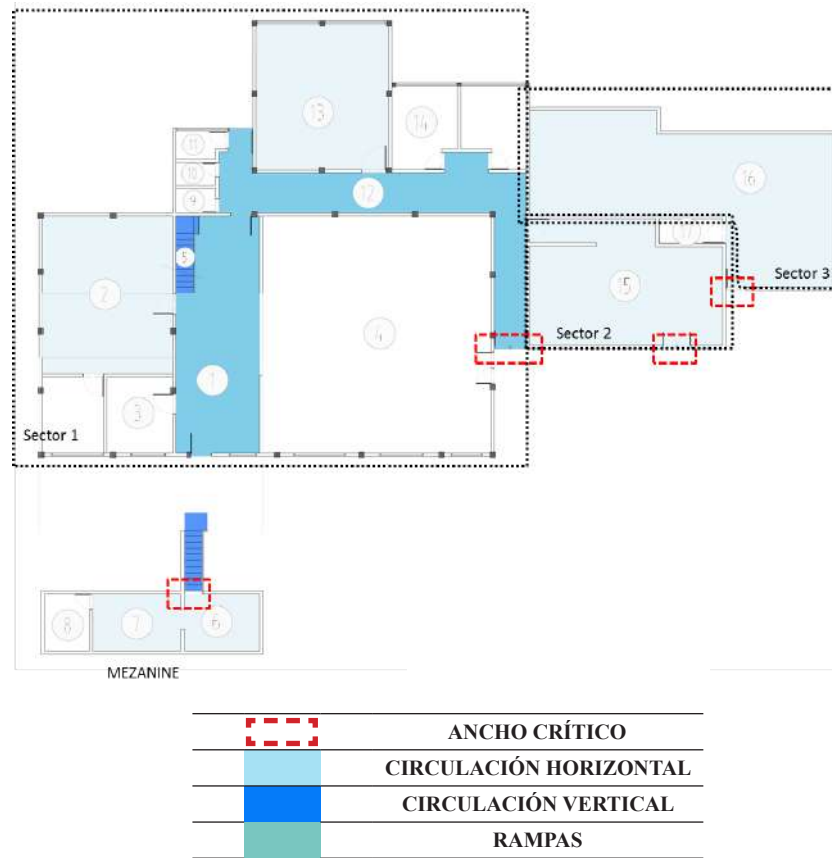 13
14
11
10
9
12
16
17
5
2
15
Sector 3
4
Sector 2
1
3
Sector 1
8
7
6
MEZANINE
ANCHO CRÍTICO
CIRCULACIÓN HORIZONTAL
CIRCULACIÓN VERTICAL
RAMPAS